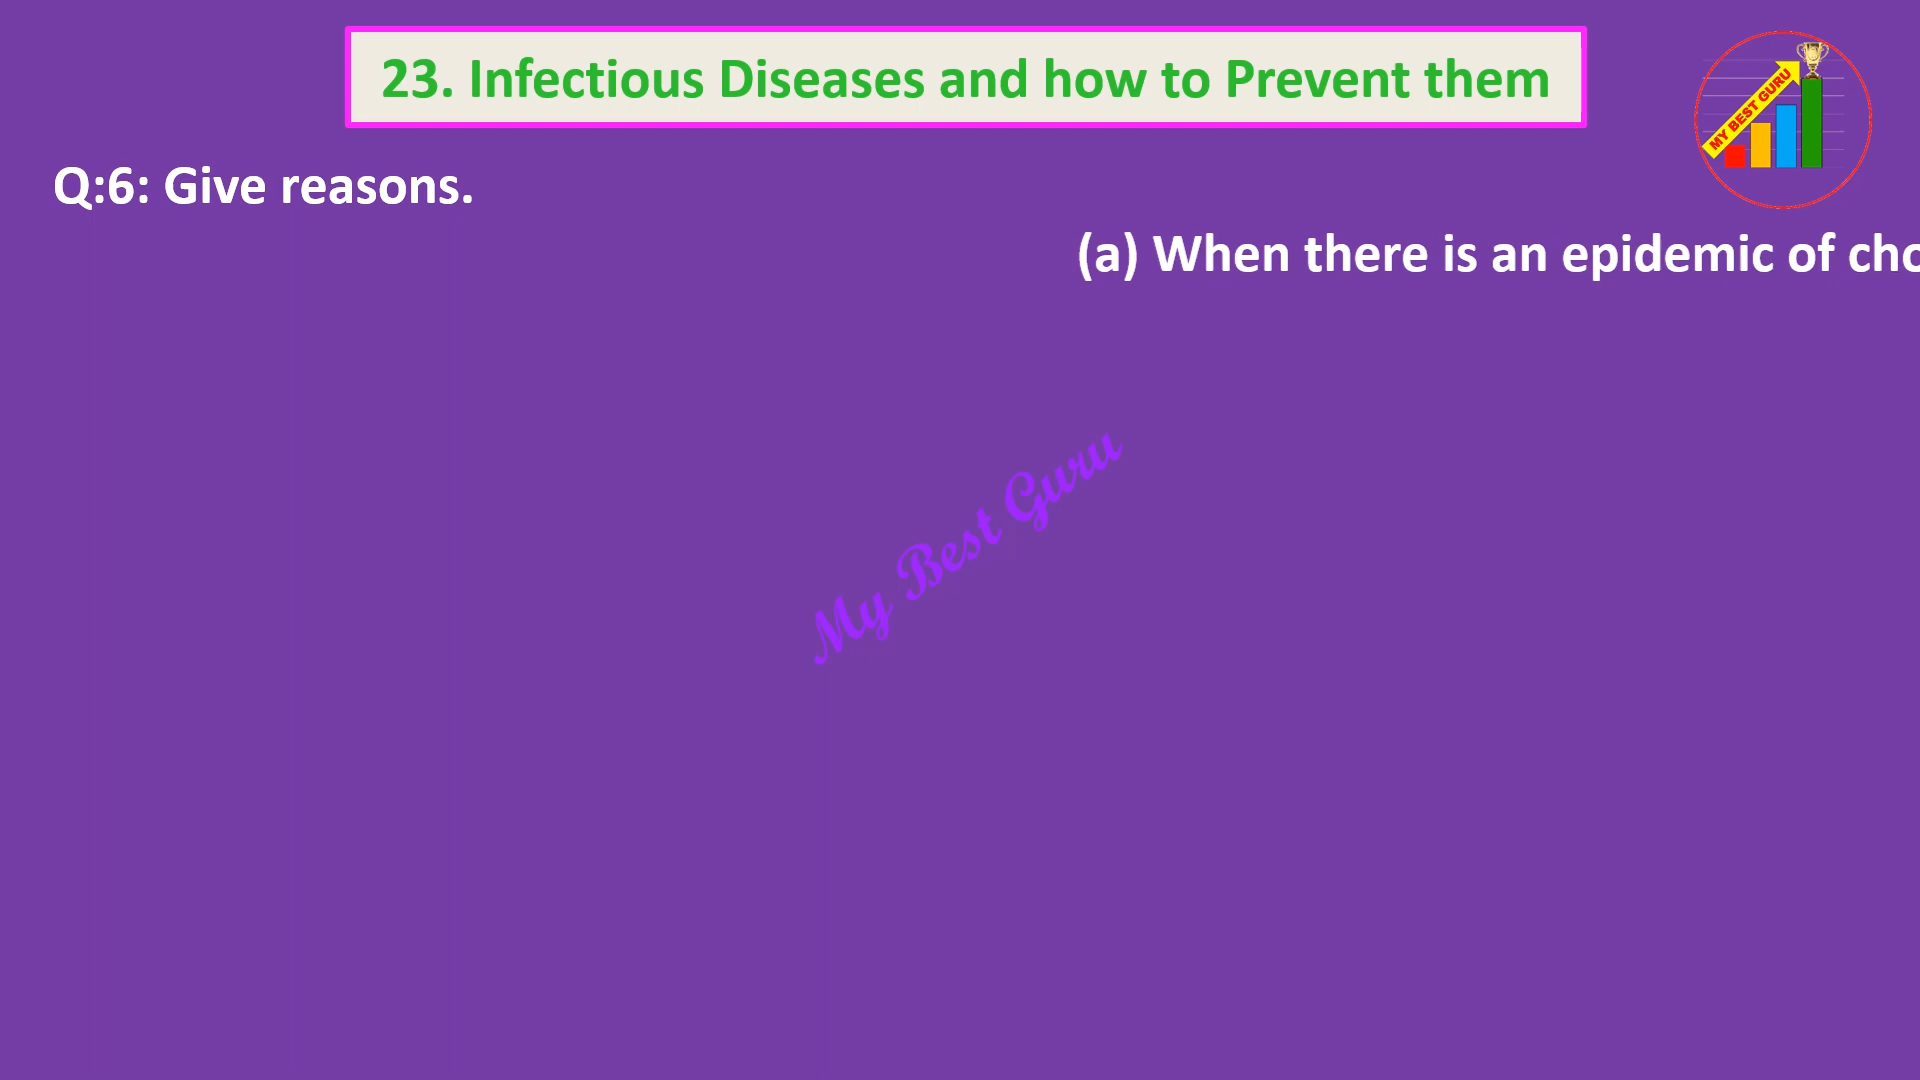 23. Infectious Diseases and how to Prevent them
MY BEST GURU
Q:6: Give reasons.
(a) When there is an epidemic of cho
My Best Guru